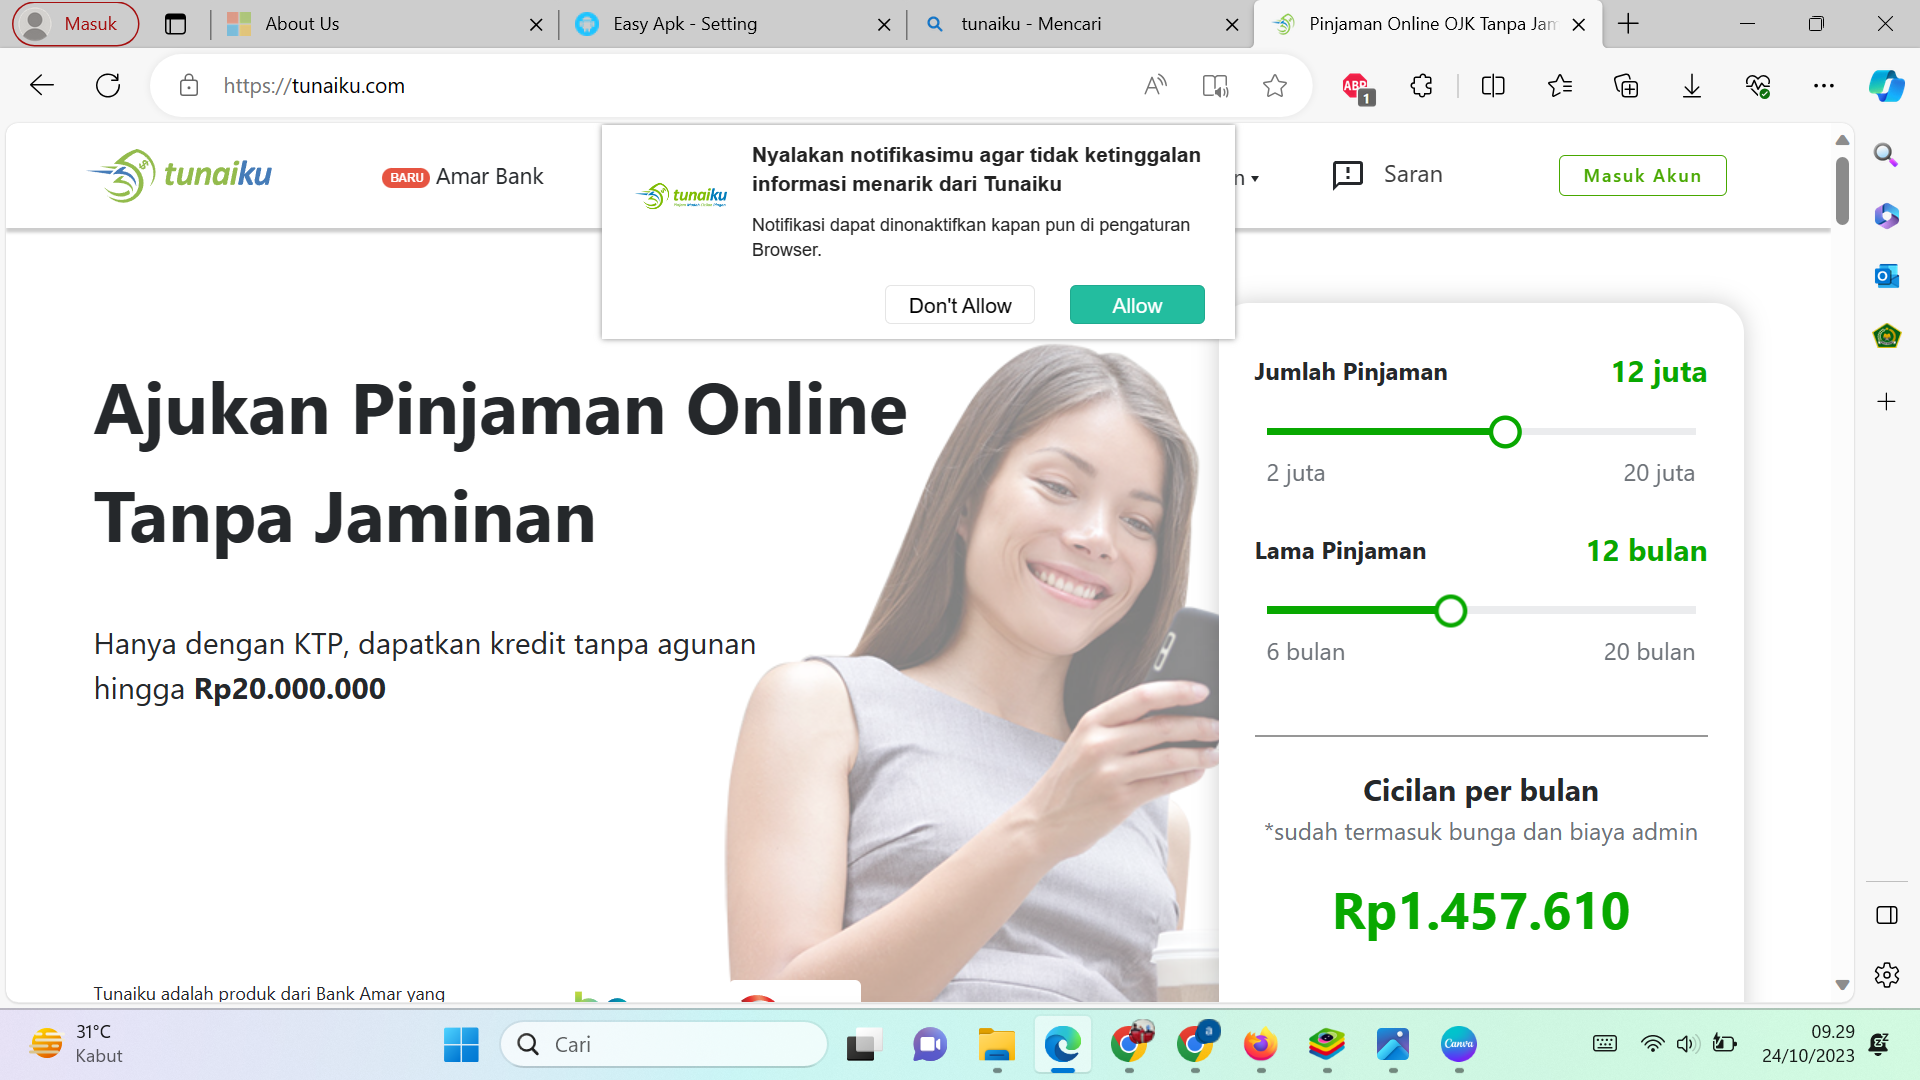 Masuk
About Us
Easy Apk - Setting
tunaiku - Mencari
Pinjaman Online OJK Tanpa Jam
https://tunaiku.com
ABP
1
tunaiku
BARU Amar Bank
n
Saran
Masuk Akun
tunaiku
Nyalakan notifikasimu agar tidak ketinggalan
informasi menarik dari Tunaiku
Notifikasi dapat dinonaktifkan kapan pun di pengaturan
Browser.
Don't Allow
Allow
Ajukan Pinjaman Online
Tanpa Jaminan
Hanya dengan KTP, dapatkan kredit tanpa agunan
hingga Rp20.000.000
Jumlah Pinjaman
12 juta
2 juta
20 juta
Lama Pinjaman
12 bulan
6 bulan
20 bulan
Cicilan per bulan
*sudah termasuk bunga dan biaya admin
Rp1.457.610
Tunaiku adalah produk dari Bank Amar yang
31°C
Kabut
Cari
a
Canva
09.29
24/10/2023